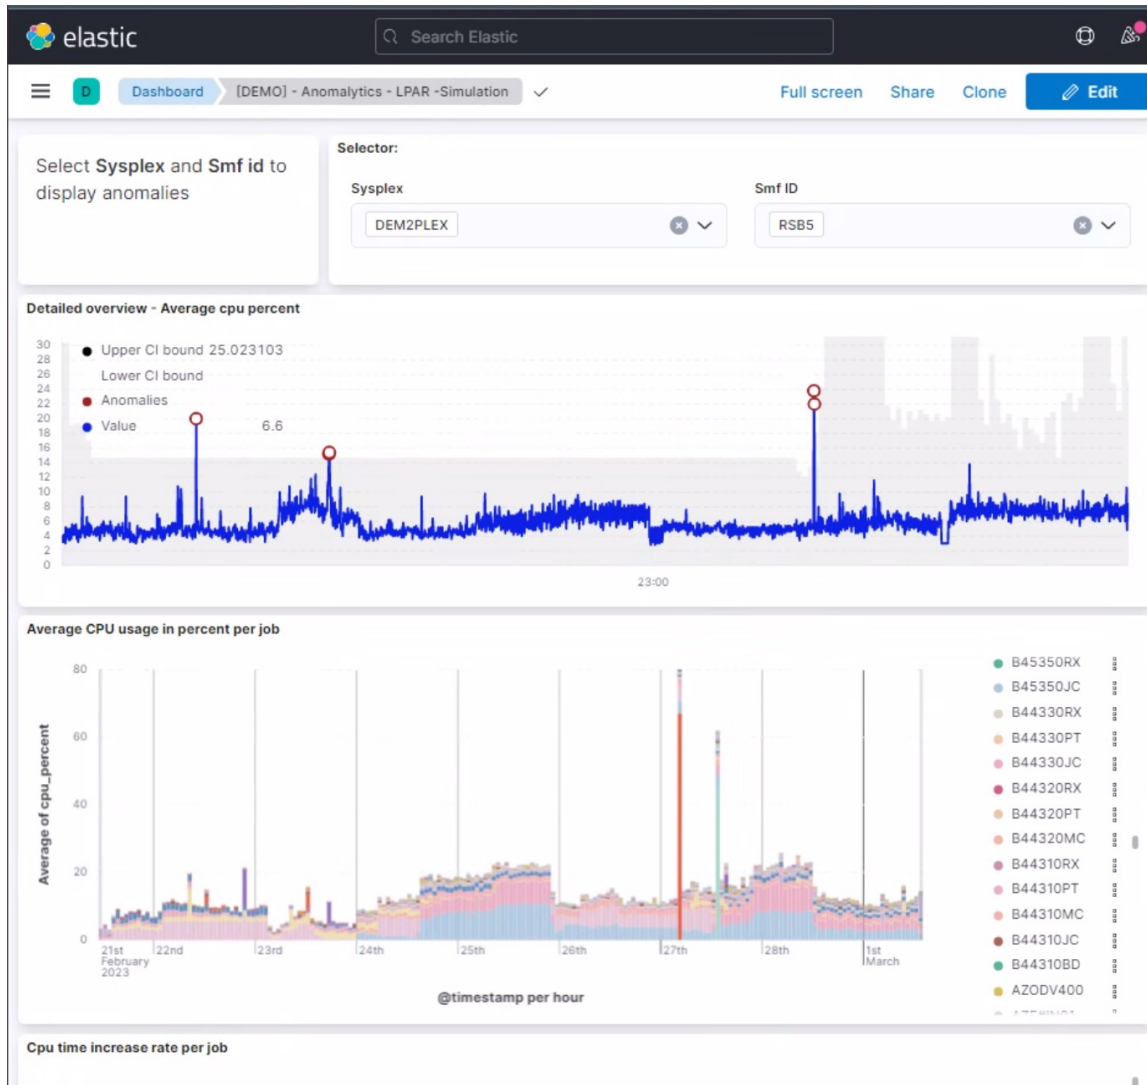 elastic
Search Elastic
D
Dashboard
[DEMO] - Anomalytics - LPAR -Simulation
Full screen
Share
Clone
Edit
Select Sysplex and Smf id to
display anomalies
Selector:
Sysplex
Smf ID
DEM2PLEX
RSB5
Detailed overview - Average cpu percent
30
28
26
24
22
20
18
16
14
12
10
8
6
4
2
0
Upper CI bound 25.023103
Lower CI bound
Anomalies
Value 6.6
23:00
Average CPU usage in percent per job
Average of cpu_percent
80
60
40
20
0
21st
February
2023
22nd
23rd
24th
25th
26th
27th
28th
1st
March
@timestamp per hour
B45350RX
B45350JC
B44330RX
B44330PT
B44330JC
B44320RX
B44320PT
B44320MC
B44310RX
B44310PT
B44310MC
B44310JC
B44310BD
AZODV400
Cpu time increase rate per job